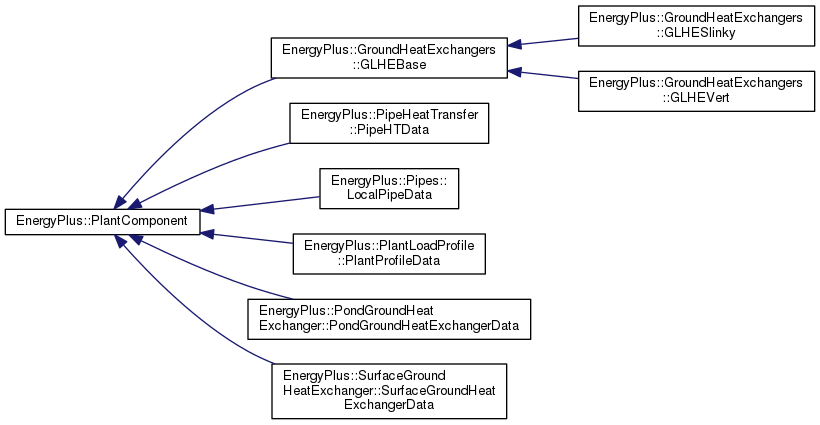 EnergyPlus::GroundHeatExchangers
::GLHESlinky
EnergyPlus::GroundHeatExchangers
::GLHEBase
EnergyPlus::GroundHeatExchangers
::GLHEVert
EnergyPlus::PipeHeatTransfer
::PipeHTData
EnergyPlus::Pipes::
LocalPipeData
EnergyPlus::PlantComponent
EnergyPlus::PlantLoadProfile
::PlantProfileData
EnergyPlus::PondGroundHeat
Exchanger::PondGroundHeatExchangerData
EnergyPlus::SurfaceGround
HeatExchanger::SurfaceGroundHeat
ExchangerData